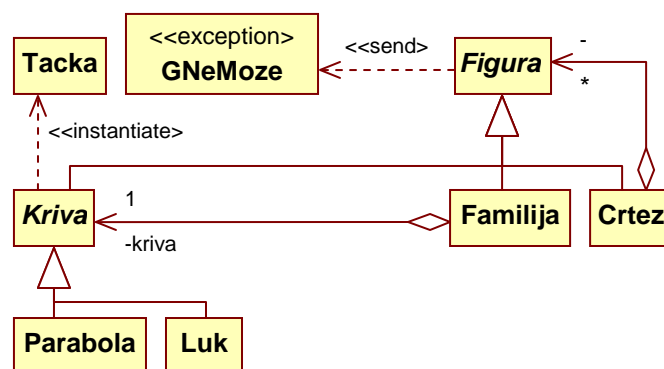 <<exception>
GNeMoze
Tacka
<<send>
Figura
-
*
<<instantiate>
Kriva
1
-kriva
Familija
Crtez
Parabola
Luk